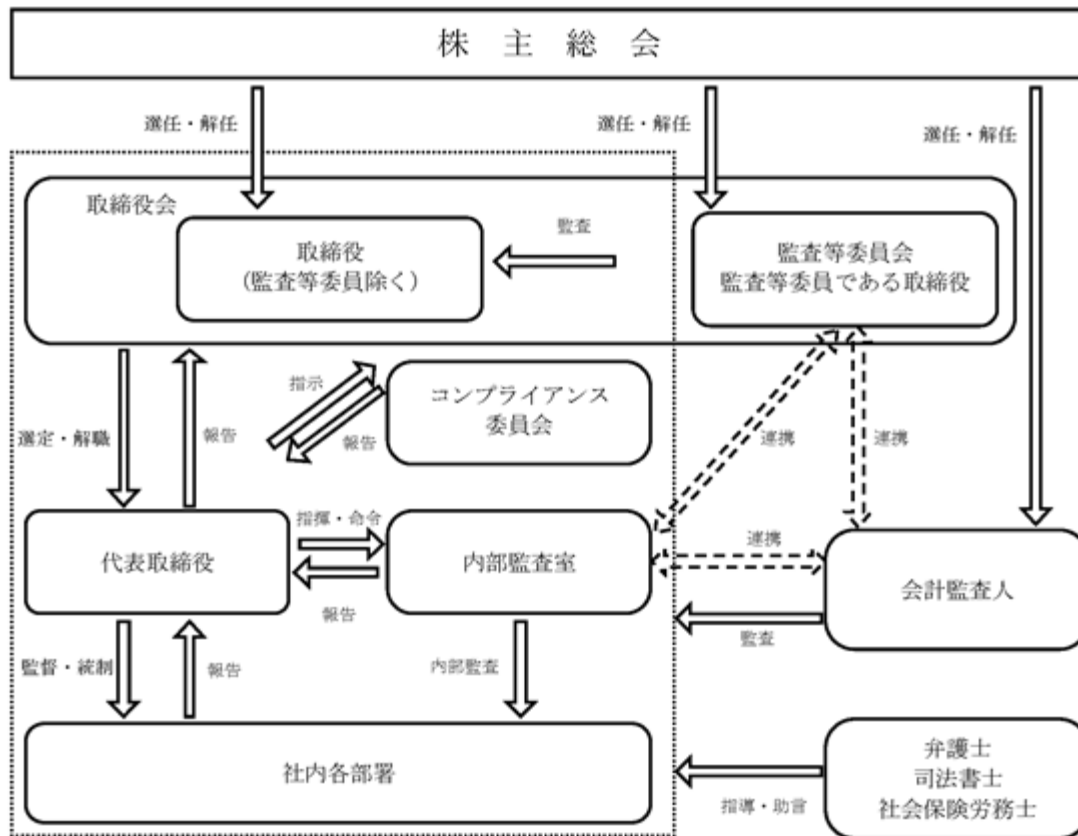 株主総会
選任・解任
選任・解任
選任・解任
取締役会
取締役
(監査等委員除く)
監査
監査等委員会
監査等委員である取締役
指示
報告
コンプライアンス
委員会
選定・解職
報告
連携
連携
代表取締役
指揮・命令
報告
内部監査室
連携
会計監査人
監査
監督・統制
報告
内部監査
社内各部署
指導・助言
弁護士
司法書士
社会保険労務士